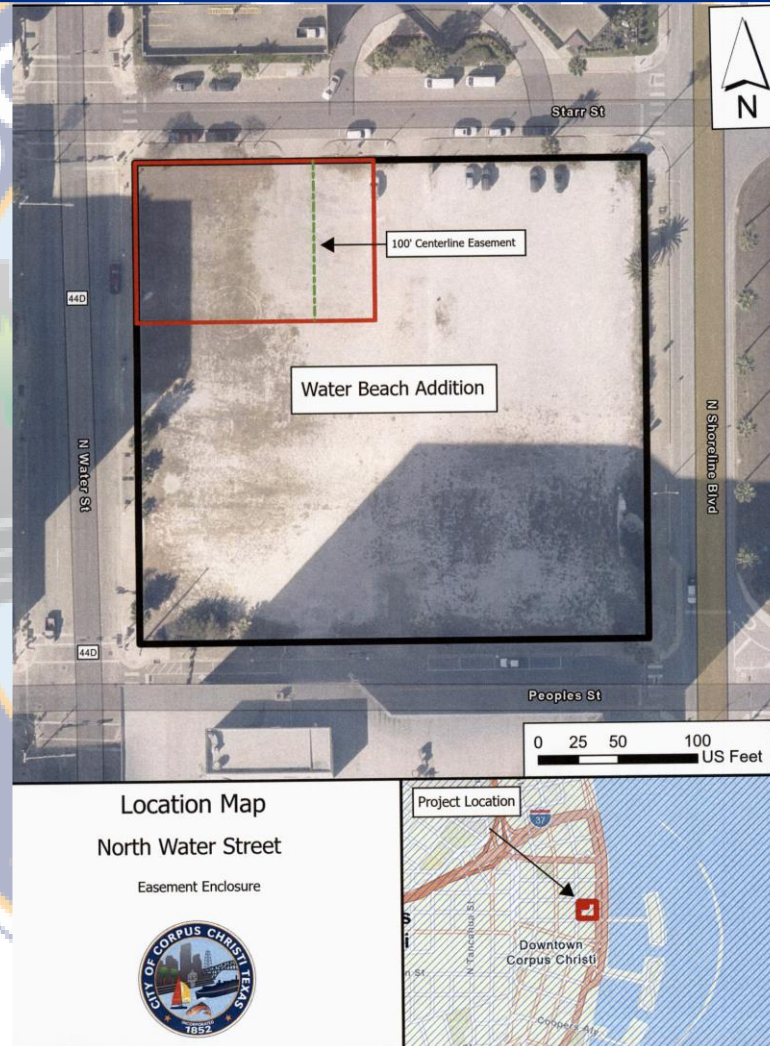 N
Starr St
100' Centerline Easement
44D
Water Beach Addition
N Water St
N Shoreline Blvd
44D
Peoples St
0 25 50 100
US Feet
Location Map
North Water Street
Easement Enclosure
CITY OF CORPUS CHRISTI TEXAS
INCORPORATED
1852
Project Location
37
N Tancahua St
s
i
Downtown
Corpus Christi
n St
Coopers Aly